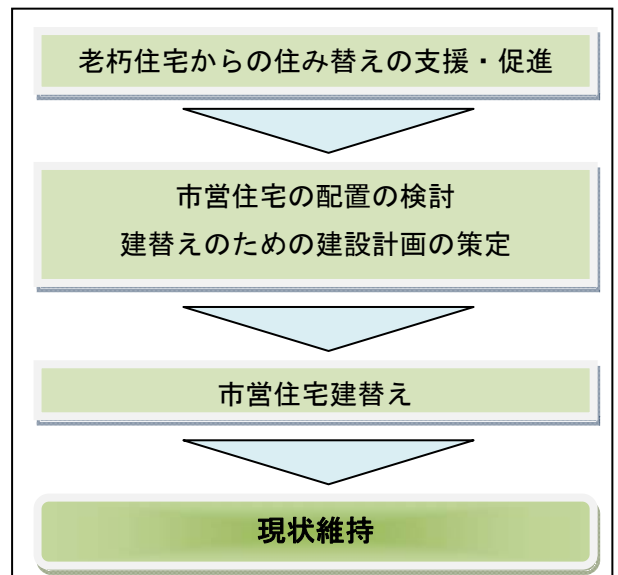 老朽住宅からの住み替えの支援・促進
市営住宅の配置の検討
建替えのための建設計画の策定
市営住宅建替え
現状維持